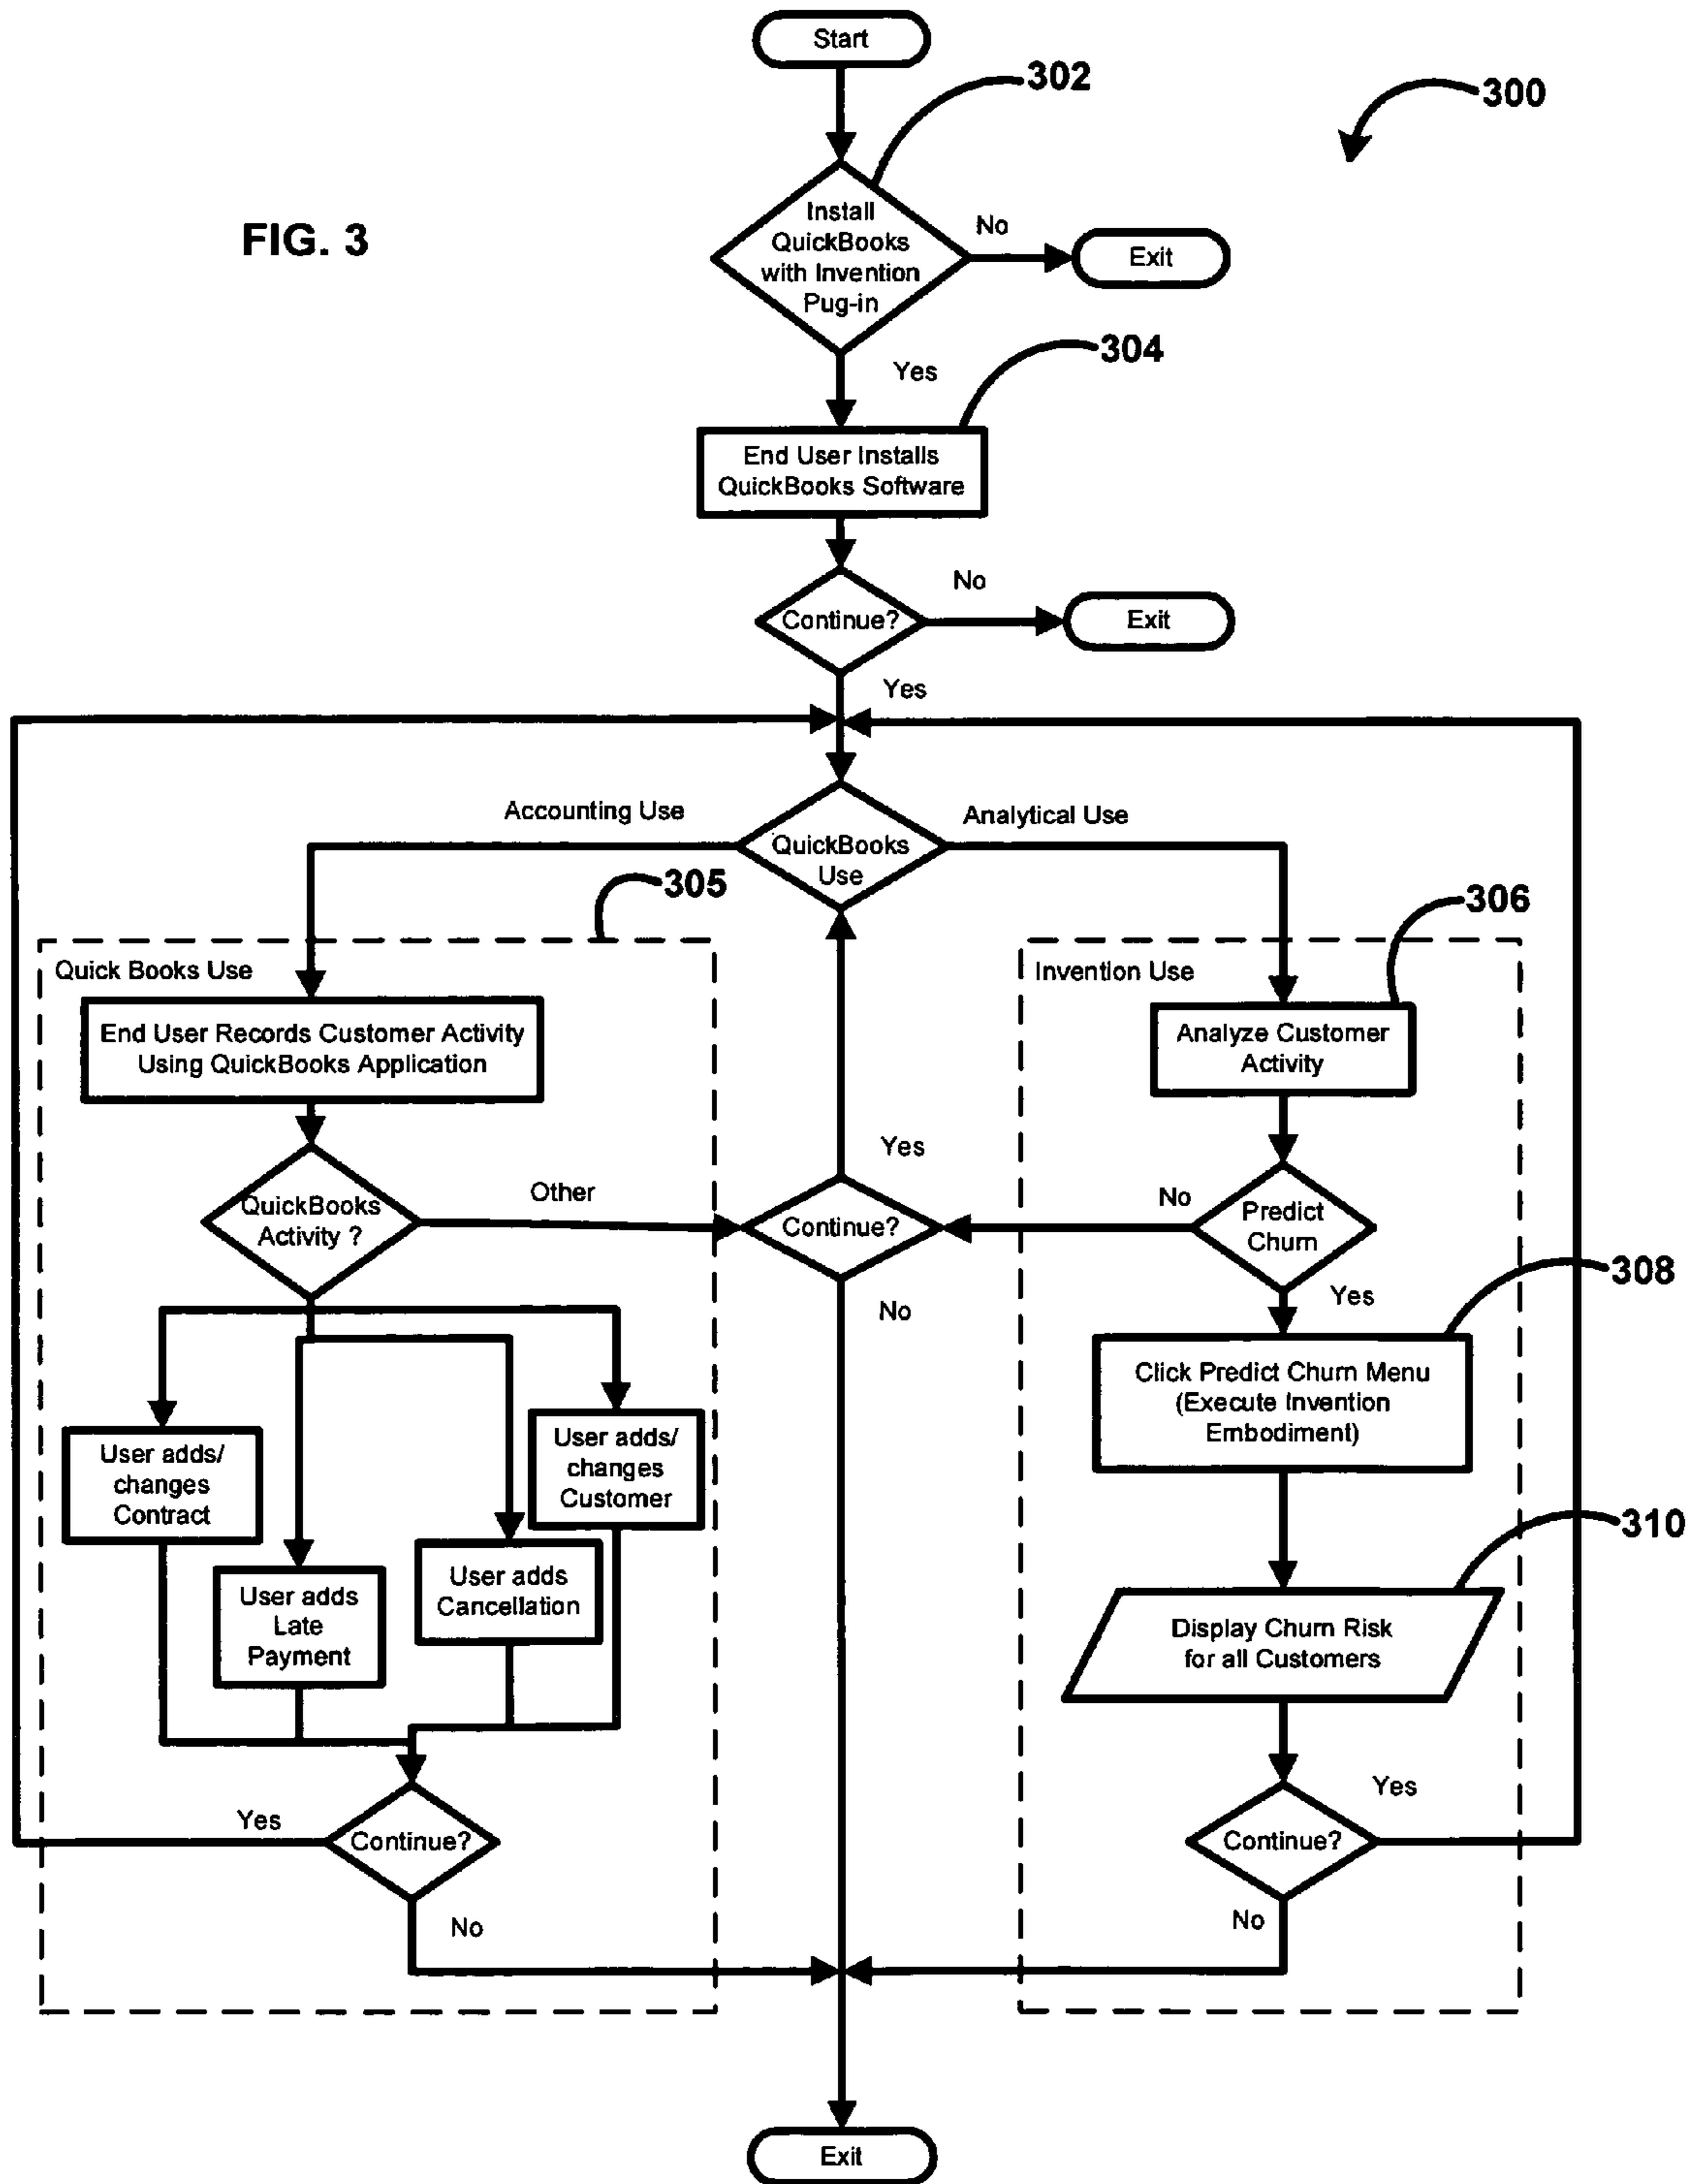 Start
302
300
FIG. 3
Install
QuickBooks
with Invention
Pug-in
No
Exit
304
Yes
End User Installs
QuickBooks Software
No
Continue?
Exit
Yes
Accounting Use
Analytical Use
QuickBooks
Use
305
306
Quick Books Use
Invention Use
End User Records Customer Activity
Using QuickBooks Application
Analyze Customer
Activity
Yes
QuickBooks
Activity ?
Other
Continue?
No
Predict
Churn
308
No
Yes
Click Predict Churn Menu
(Execute Invention
Embodiment)
User adds/
changes
Contract
User adds/
changes
Customer
310
User adds
Late
Payment
User adds
Cancellation
Display Churn Risk
for all Customers
Yes
Continue?
Yes
Continue?
No
No
Exit